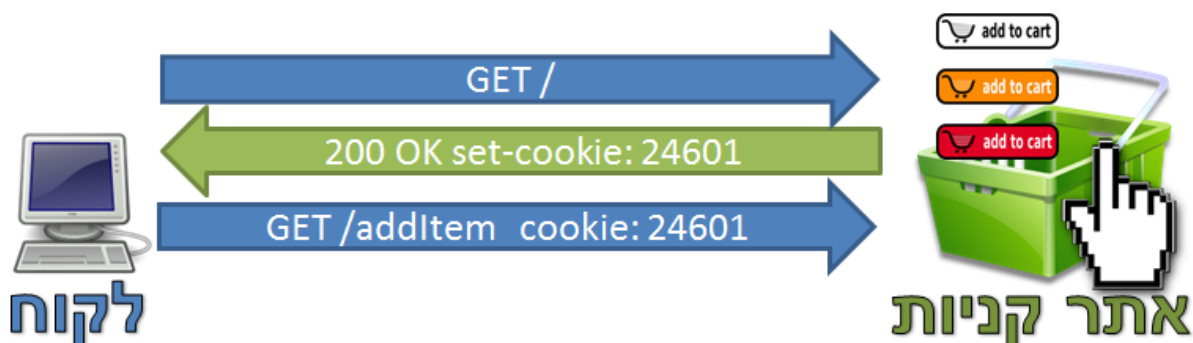 add to cart
GET /
add to cart
200 OK set-cookie: 24601
add to cart
GET /addItem cookie: 24601
לקוח
אתר קניות